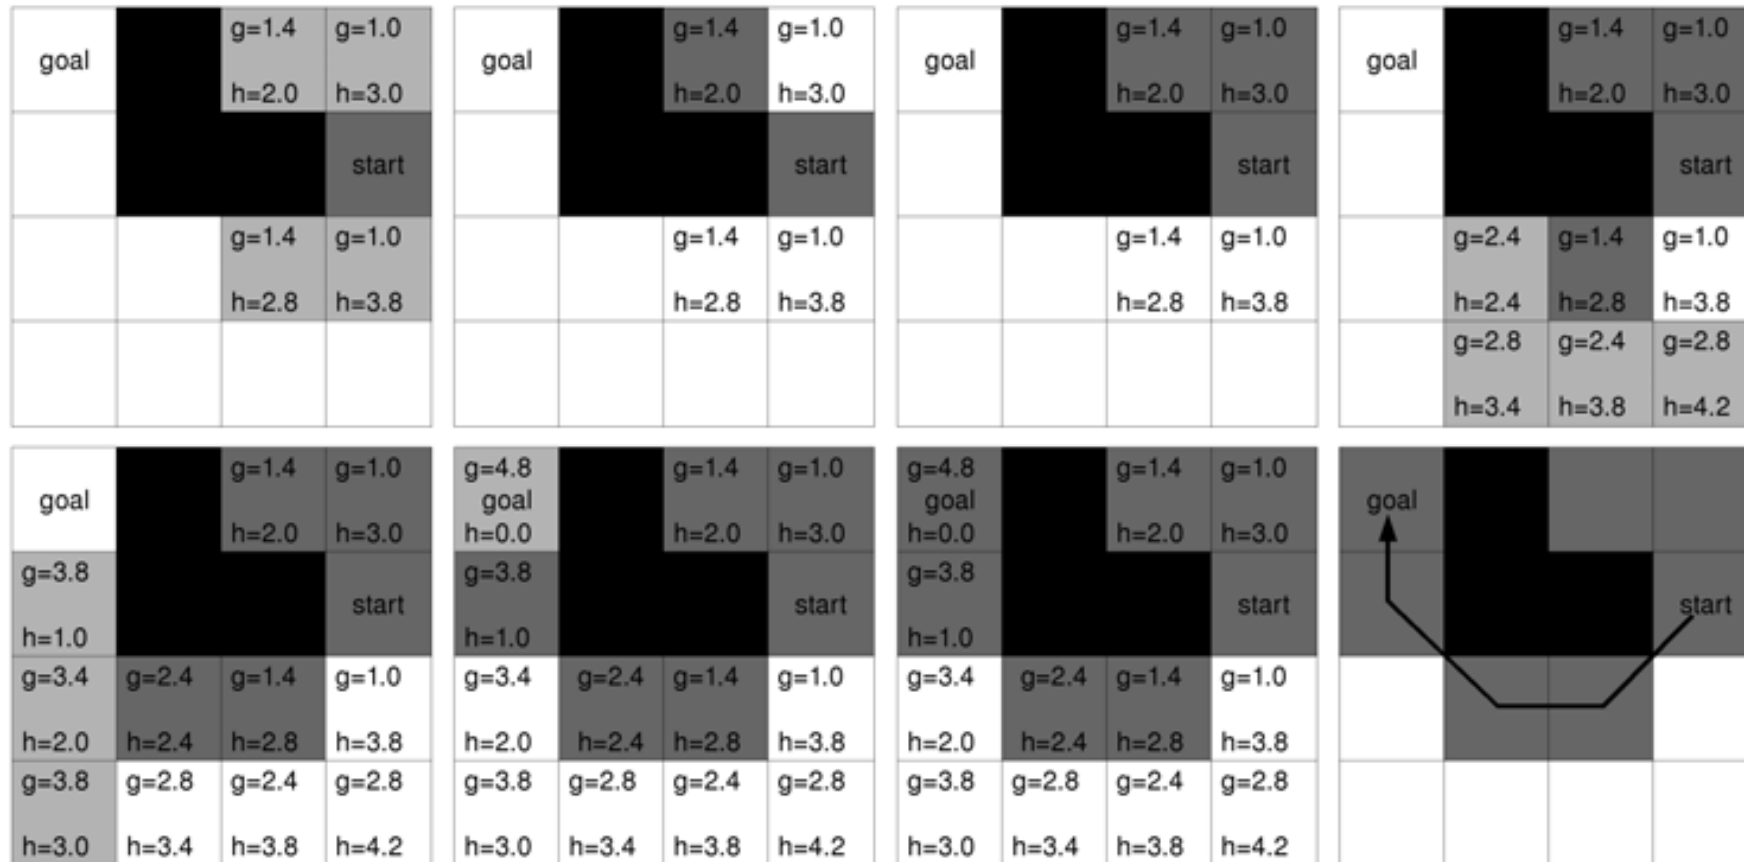 g=1.4 g=1.0
goal
h=2.0 h=3.0
start
g=1.4 g=1.0
h=2.8 h=3.8
g=1.4 g=1.0
goal
h=2.0 h=3.0
start
g=1.4 g=1.0
h=2.8 h=3.8
g=1.4 g=1.0
goal
h=2.0 h=3.0
start
g=1.4 g=1.0
h=2.8 h=3.8
g=1.4 g=1.0
goal
h=2.0 h=3.0
start
g=2.4 g=1.4 g=1.0
h=2.4 h=2.8 h=3.8
g=2.8 g=2.4 g=2.8
h=3.4 h=3.8 h=4.2
g=1.4 g=1.0
goal
h=2.0 h=3.0
g=3.8
start
h=1.0
g=3.4 g=2.4 g=1.4 g=1.0
h=2.0 h=2.4 h=2.8 h=3.8
g=3.8 g=2.8 g=2.4 g=2.8
h=3.0 h=3.4 h=3.8 h=4.2
g=4.8 g=1.4 g=1.0
goal
h=0.0 h=2.0 h=3.0
g=3.8
start
h=1.0
g=3.4 g=2.4 g=1.4 g=1.0
h=2.0 h=2.4 h=2.8 h=3.8
g=3.8 g=2.8 g=2.4 g=2.8
h=3.0 h=3.4 h=3.8 h=4.2
g=4.8 g=1.4 g=1.0
goal
h=0.0 h=2.0 h=3.0
g=3.8
start
h=1.0
g=3.4 g=2.4 g=1.4 g=1.0
h=2.0 h=2.4 h=2.8 h=3.8
g=3.8 g=2.8 g=2.4 g=2.8
h=3.0 h=3.4 h=3.8 h=4.2
goal
start